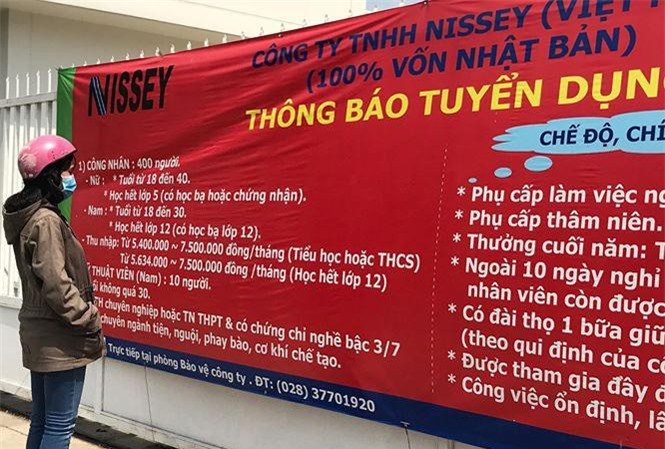 NISSEY
CÔNG TY TNHH NISSEY (VIỆT
(100% VỐN NHẬT BẢN)
THÔNG BÁO TUYỂN DỤN
1) CÔNG NHÂN : 400 người.
- Nữ : * Tuổi từ 18 đến 40.
* Học hết lớp 5 (có học bạ hoặc chứng nhận).
- Nam : * Tuổi từ 18 đến 30.
* Học hết lớp 12 (có học bạ lớp 12).
- Thu nhập: Từ 5.400.000 ~ 7.500.000 đồng/tháng (Tiểu học hoặc THCS)
Từ 5.634.000 ~ 7.500.000 đồng/tháng (Học hết lớp 12)
THUẬT VIÊN (Nam) : 10 người.
không quá 30.
TH chuyên nghiệp hoặc TN THPT & có chứng chỉ nghề bậc 3/7
chuyên ngành tiện, nguội, phay bào, cơ khí chế tạo.
Trực tiếp tại phòng Bảo vệ công ty . ĐT: (028) 37701920
CHẾ ĐỘ, CHÍ
* Phụ cấp làm việc ng
* Phụ cấp thâm niên.
* Thưởng cuối năm: T
* Ngoài 10 ngày nghỉ
nhân viên còn được
* Có đài thọ 1 bữa giữ
(theo qui định của cô
* Được tham gia đầy đ
* Công việc ổn định, lâ